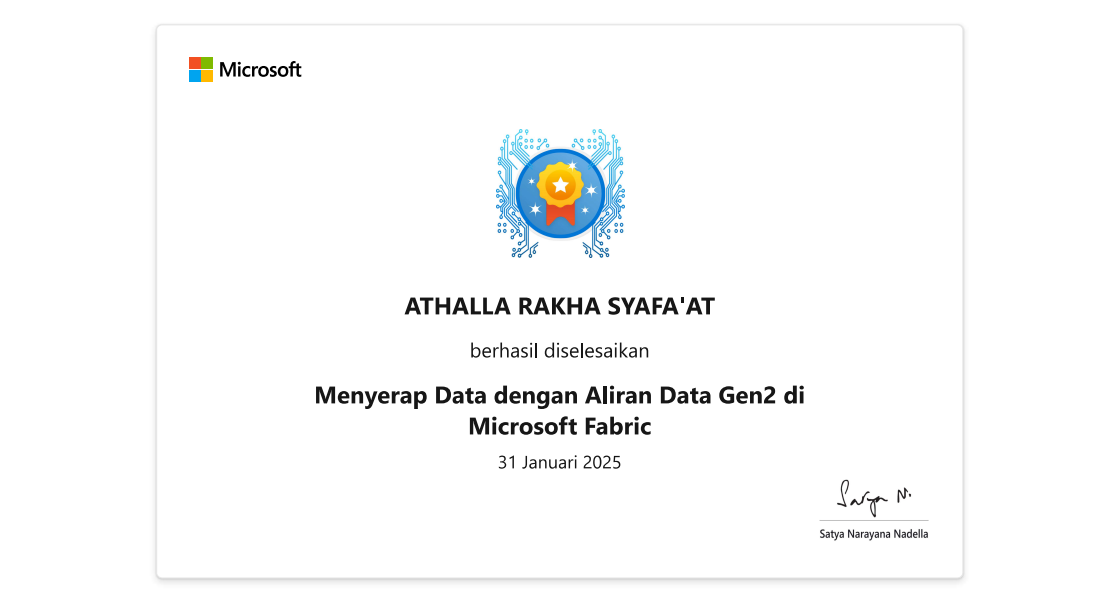 Microsoft
ATHALLA RAKHA SYAFA'AT
berhasil diselesaikan
Menyerap Data dengan Aliran Data Gen2 di
Microsoft Fabric
31 Januari 2025
Satya N.
Satya Narayana Nadella